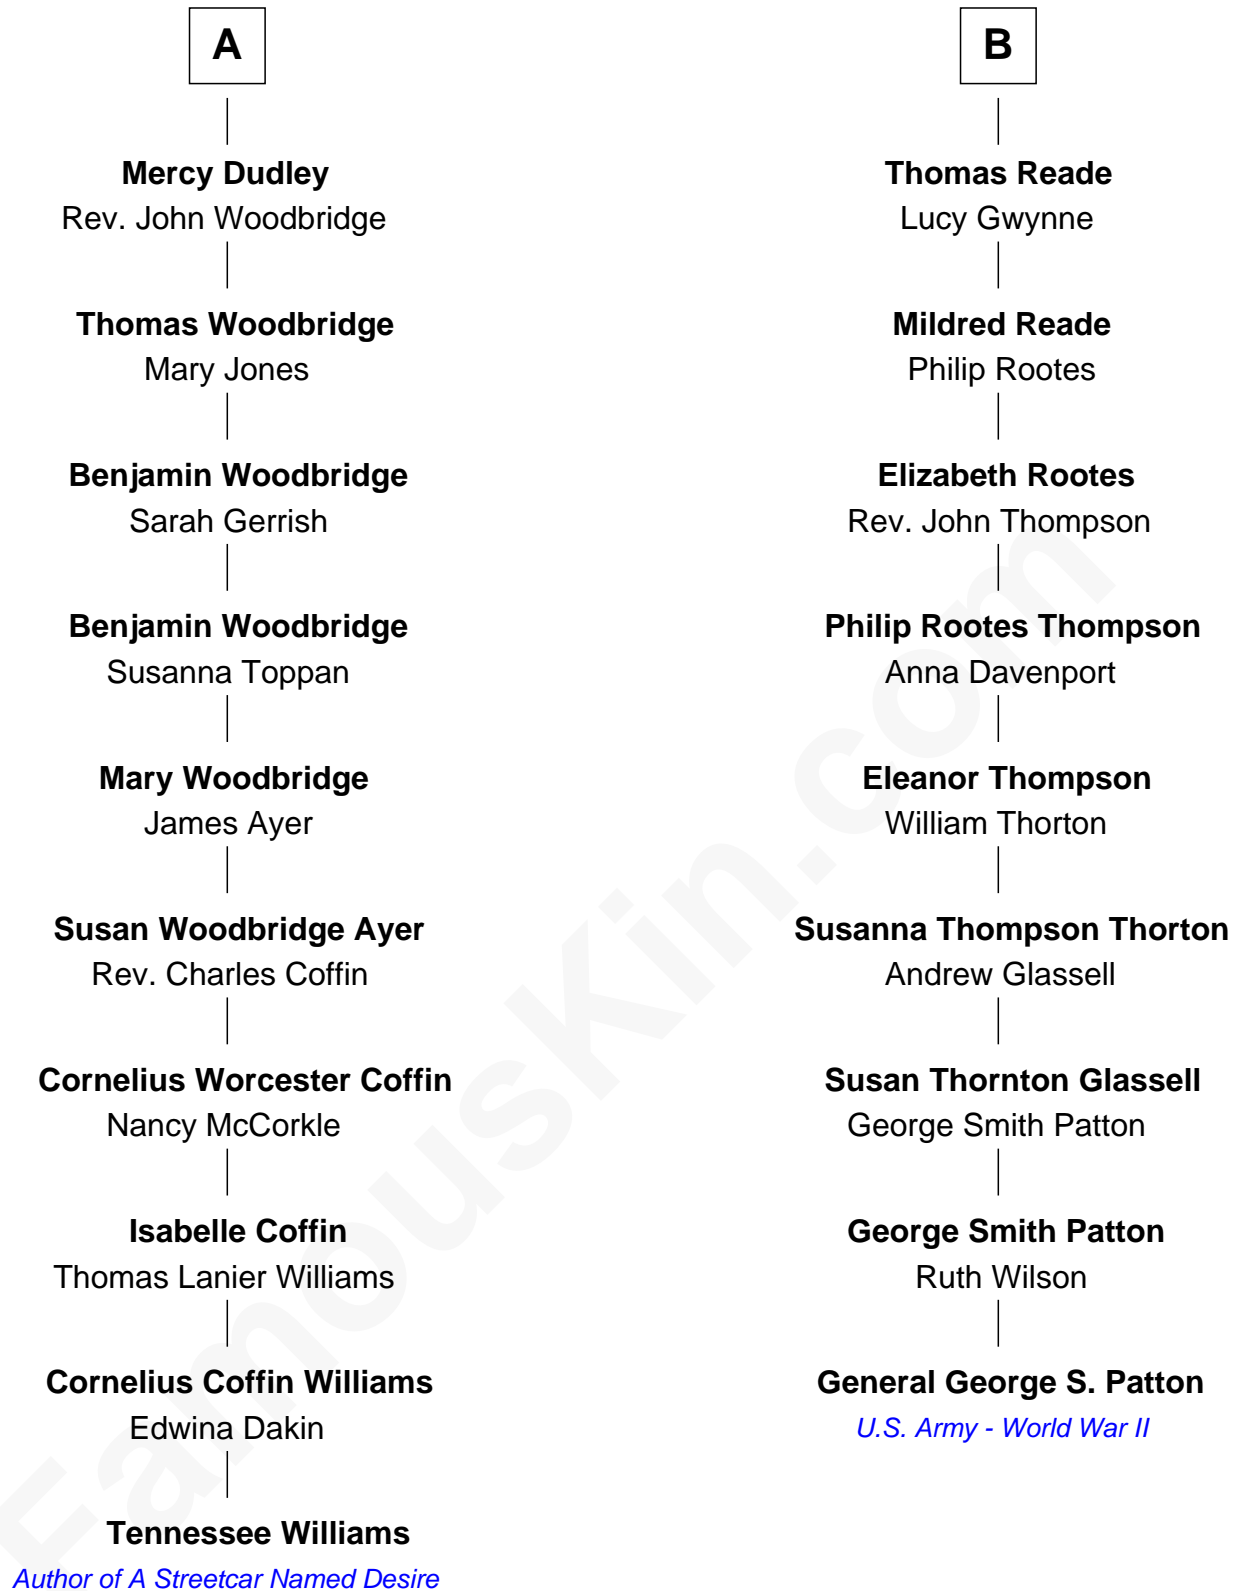 A
Mercy Dudley
Rev. John Woodbridge
Thomas Woodbridge
Mary Jones
Benjamin Woodbridge
Sarah Gerrish
Benjamin Woodbridge
Susanna Toppan
Mary Woodbridge
James Ayer
Susan Woodbridge Ayer
Rev. Charles Coffin
Cornelius Worcester Coffin
Nancy McCorkle
Isabelle Coffin
Thomas Lanier Williams
Cornelius Coffin Williams
Edwina Dakin
Tennessee Williams
Author of A Streetcar Named Desire
B
Thomas Reade
Lucy Gwynne
Mildred Reade
Philip Rootes
Elizabeth Rootes
Rev. John Thompson
Philip Rootes Thompson
Anna Davenport
Eleanor Thompson
William Thorton
Susanna Thompson Thorton
Andrew Glassell
Susan Thornton Glassell
George Smith Patton
George Smith Patton
Ruth Wilson
General George S. Patton
U.S. Army - World War II
FamousKin.com